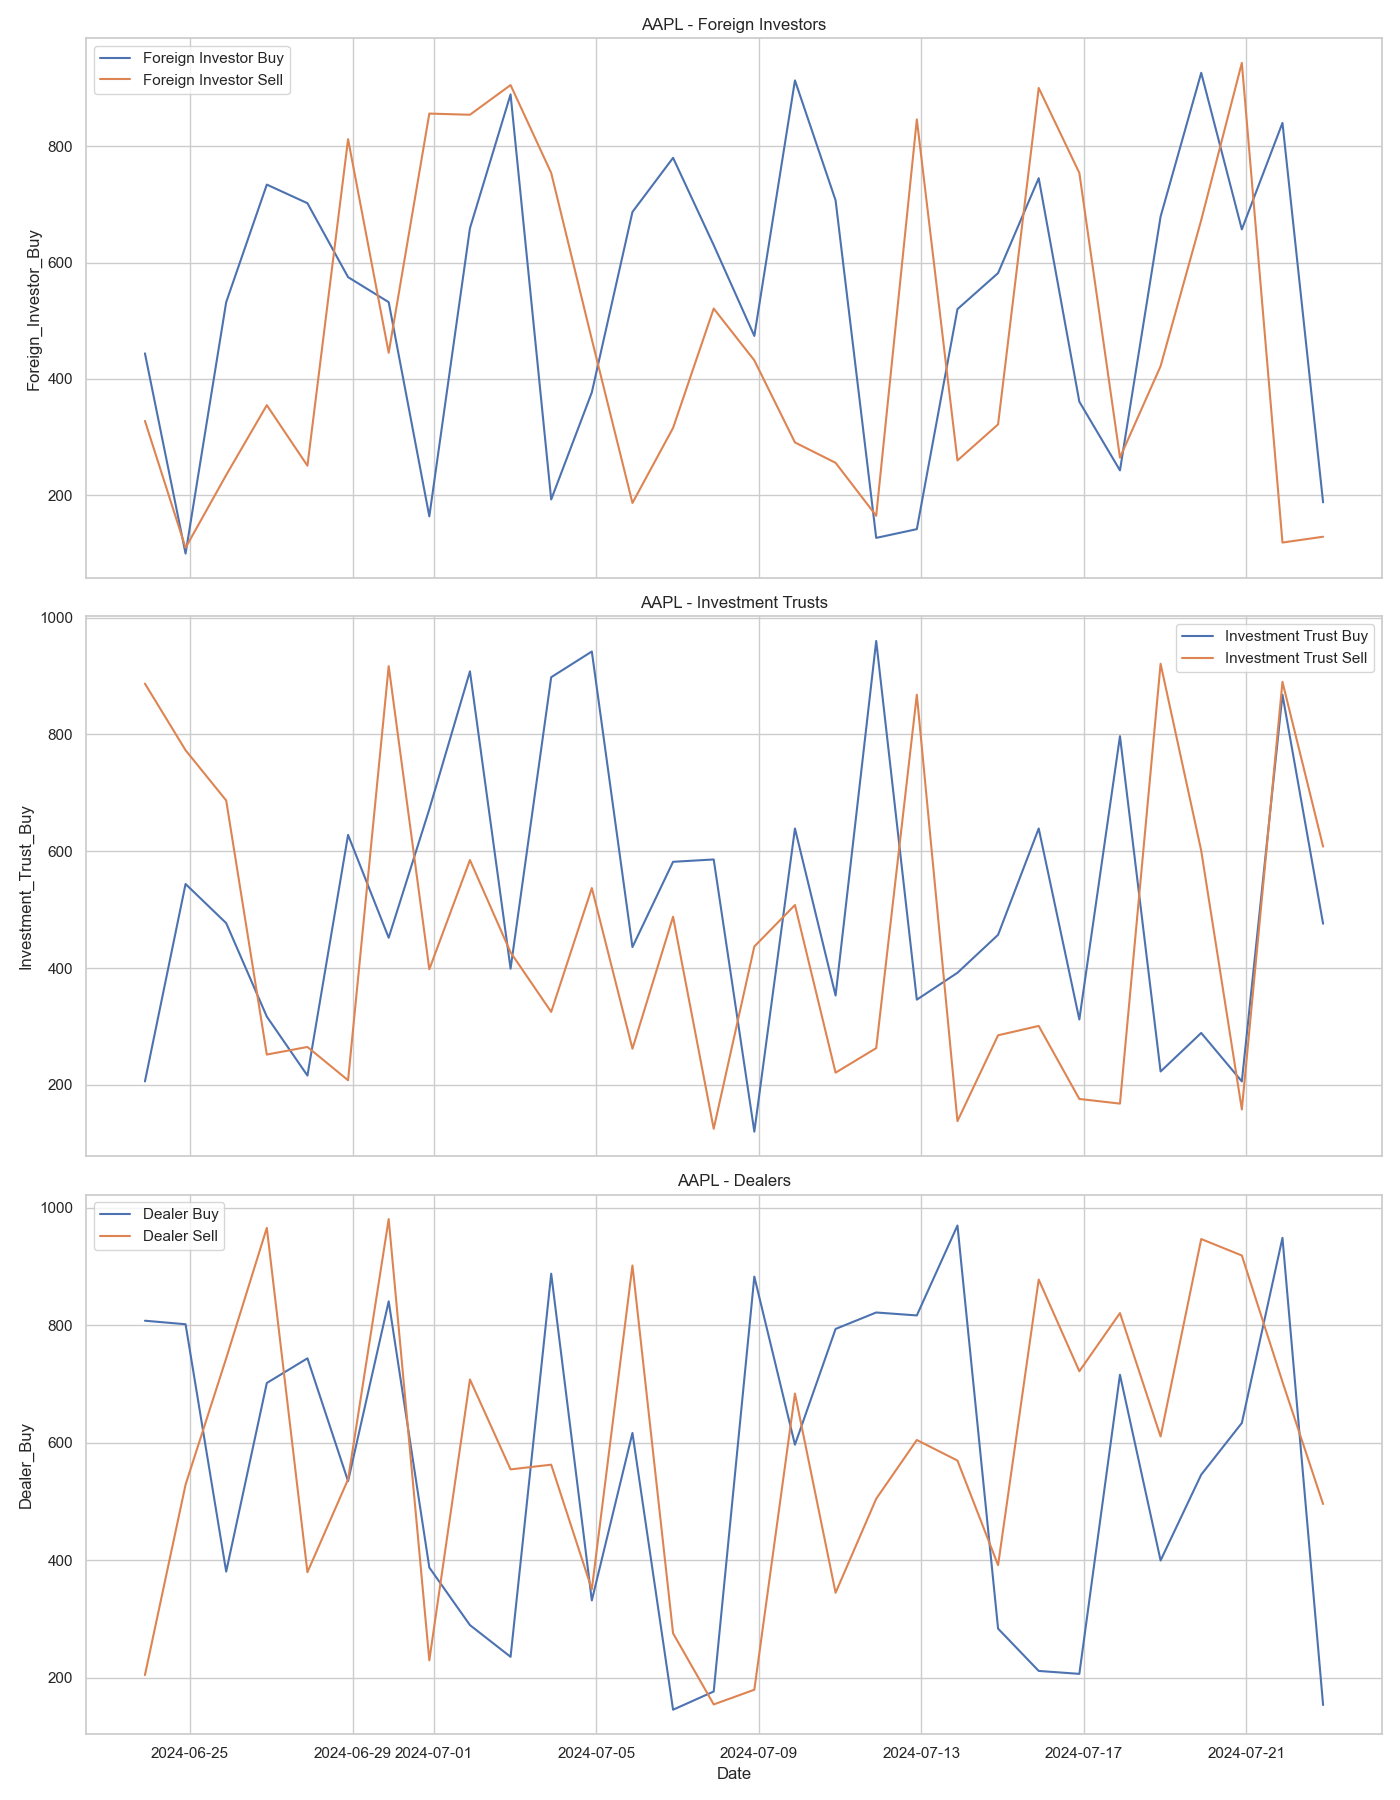 AAPL - Foreign Investors
Foreign Investor Buy
Foreign Investor Sell
800
600
400
200
Foreign_Investor_Buy
AAPL - Investment Trusts
Investment Trust Buy
Investment Trust Sell
1000
800
600
400
200
Investment_Trust_Buy
AAPL - Dealers
Dealer Buy
Dealer Sell
1000
800
600
400
200
Dealer_Buy
2024-06-25 2024-06-29 2024-07-01 2024-07-05 2024-07-09 2024-07-13 2024-07-17 2024-07-21
Date